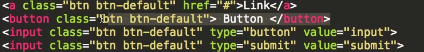 <a class="btn btn-default" href="#">Link</a>
<button class="btn btn-default"> Button </button>
<input class="btn btn-default" type="button" value="input">
<input class="btn btn-default" type="submit" value="submit">